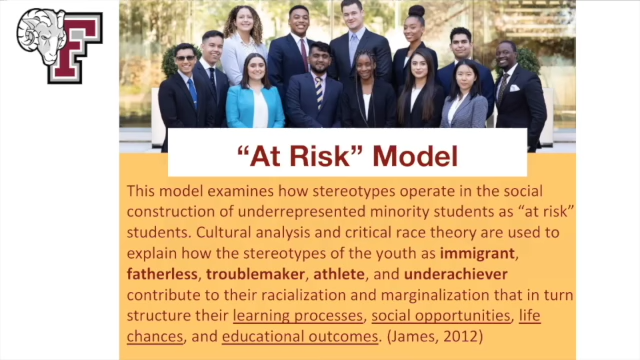 F
“At Risk” Model
This model examines how stereotypes operate in the social
construction of underrepresented minority students as “at risk”
students. Cultural analysis and critical race theory are used to
explain how the stereotypes of the youth as immigrant,
fatherless, troublemaker, athlete, and underachiever
contribute to their racialization and marginalization that in turn
structure their learning processes, social opportunities, life
chances, and educational outcomes. (James, 2012)